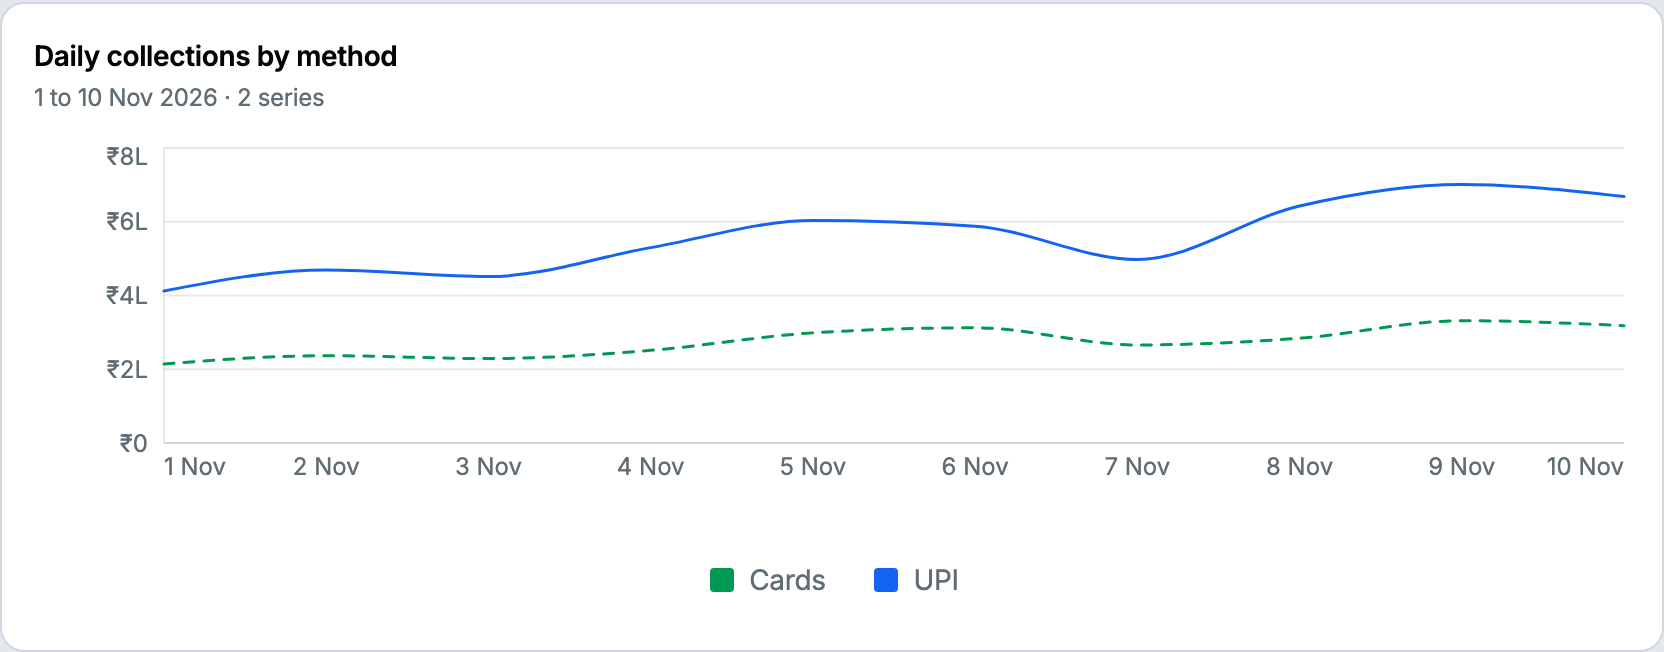 Daily collections by method
1 to 10 Nov 2026 · 2 series
₹8L
₹6L
₹4L
₹2L
₹0
1 Nov 2 Nov 3 Nov 4 Nov 5 Nov 6 Nov 7 Nov 8 Nov 9 Nov 10 Nov
Cards UPI